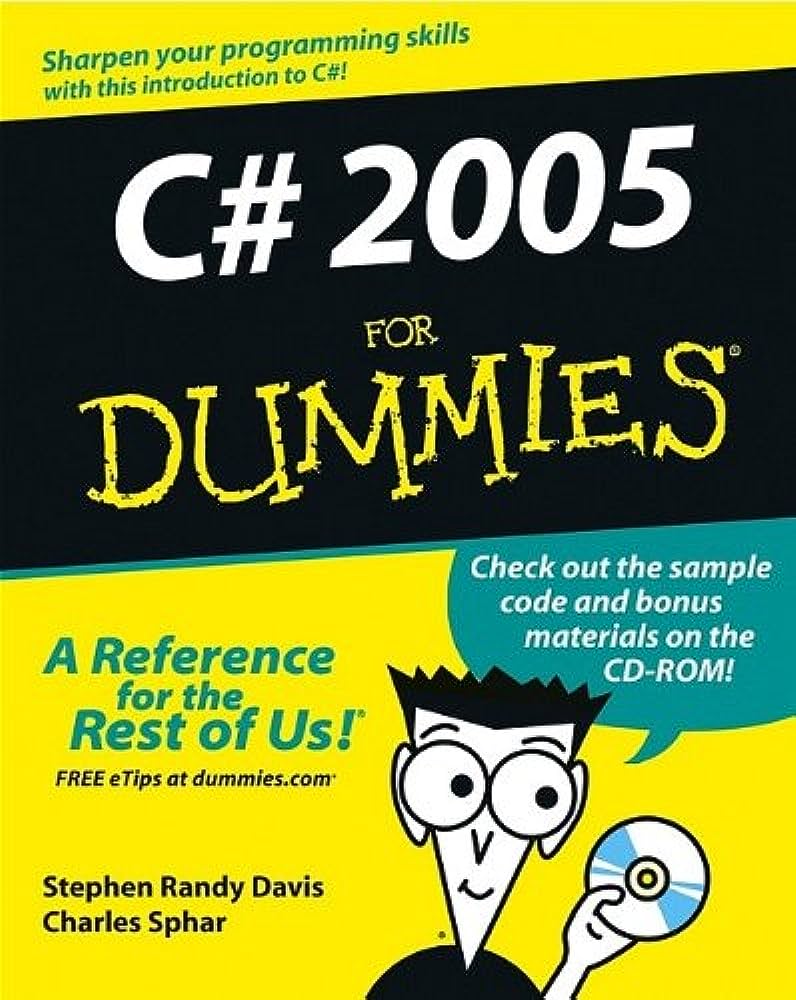 Sharpen your programming skills
with this introduction to C#!
C# 2005
FOR
DUMMIES®
Check out the sample
code and bonus
materials on the
CD-ROM!
A Reference
for the
Rest of Us!®
FREE eTips at dummies.com®
Stephen Randy Davis
Charles Sphar